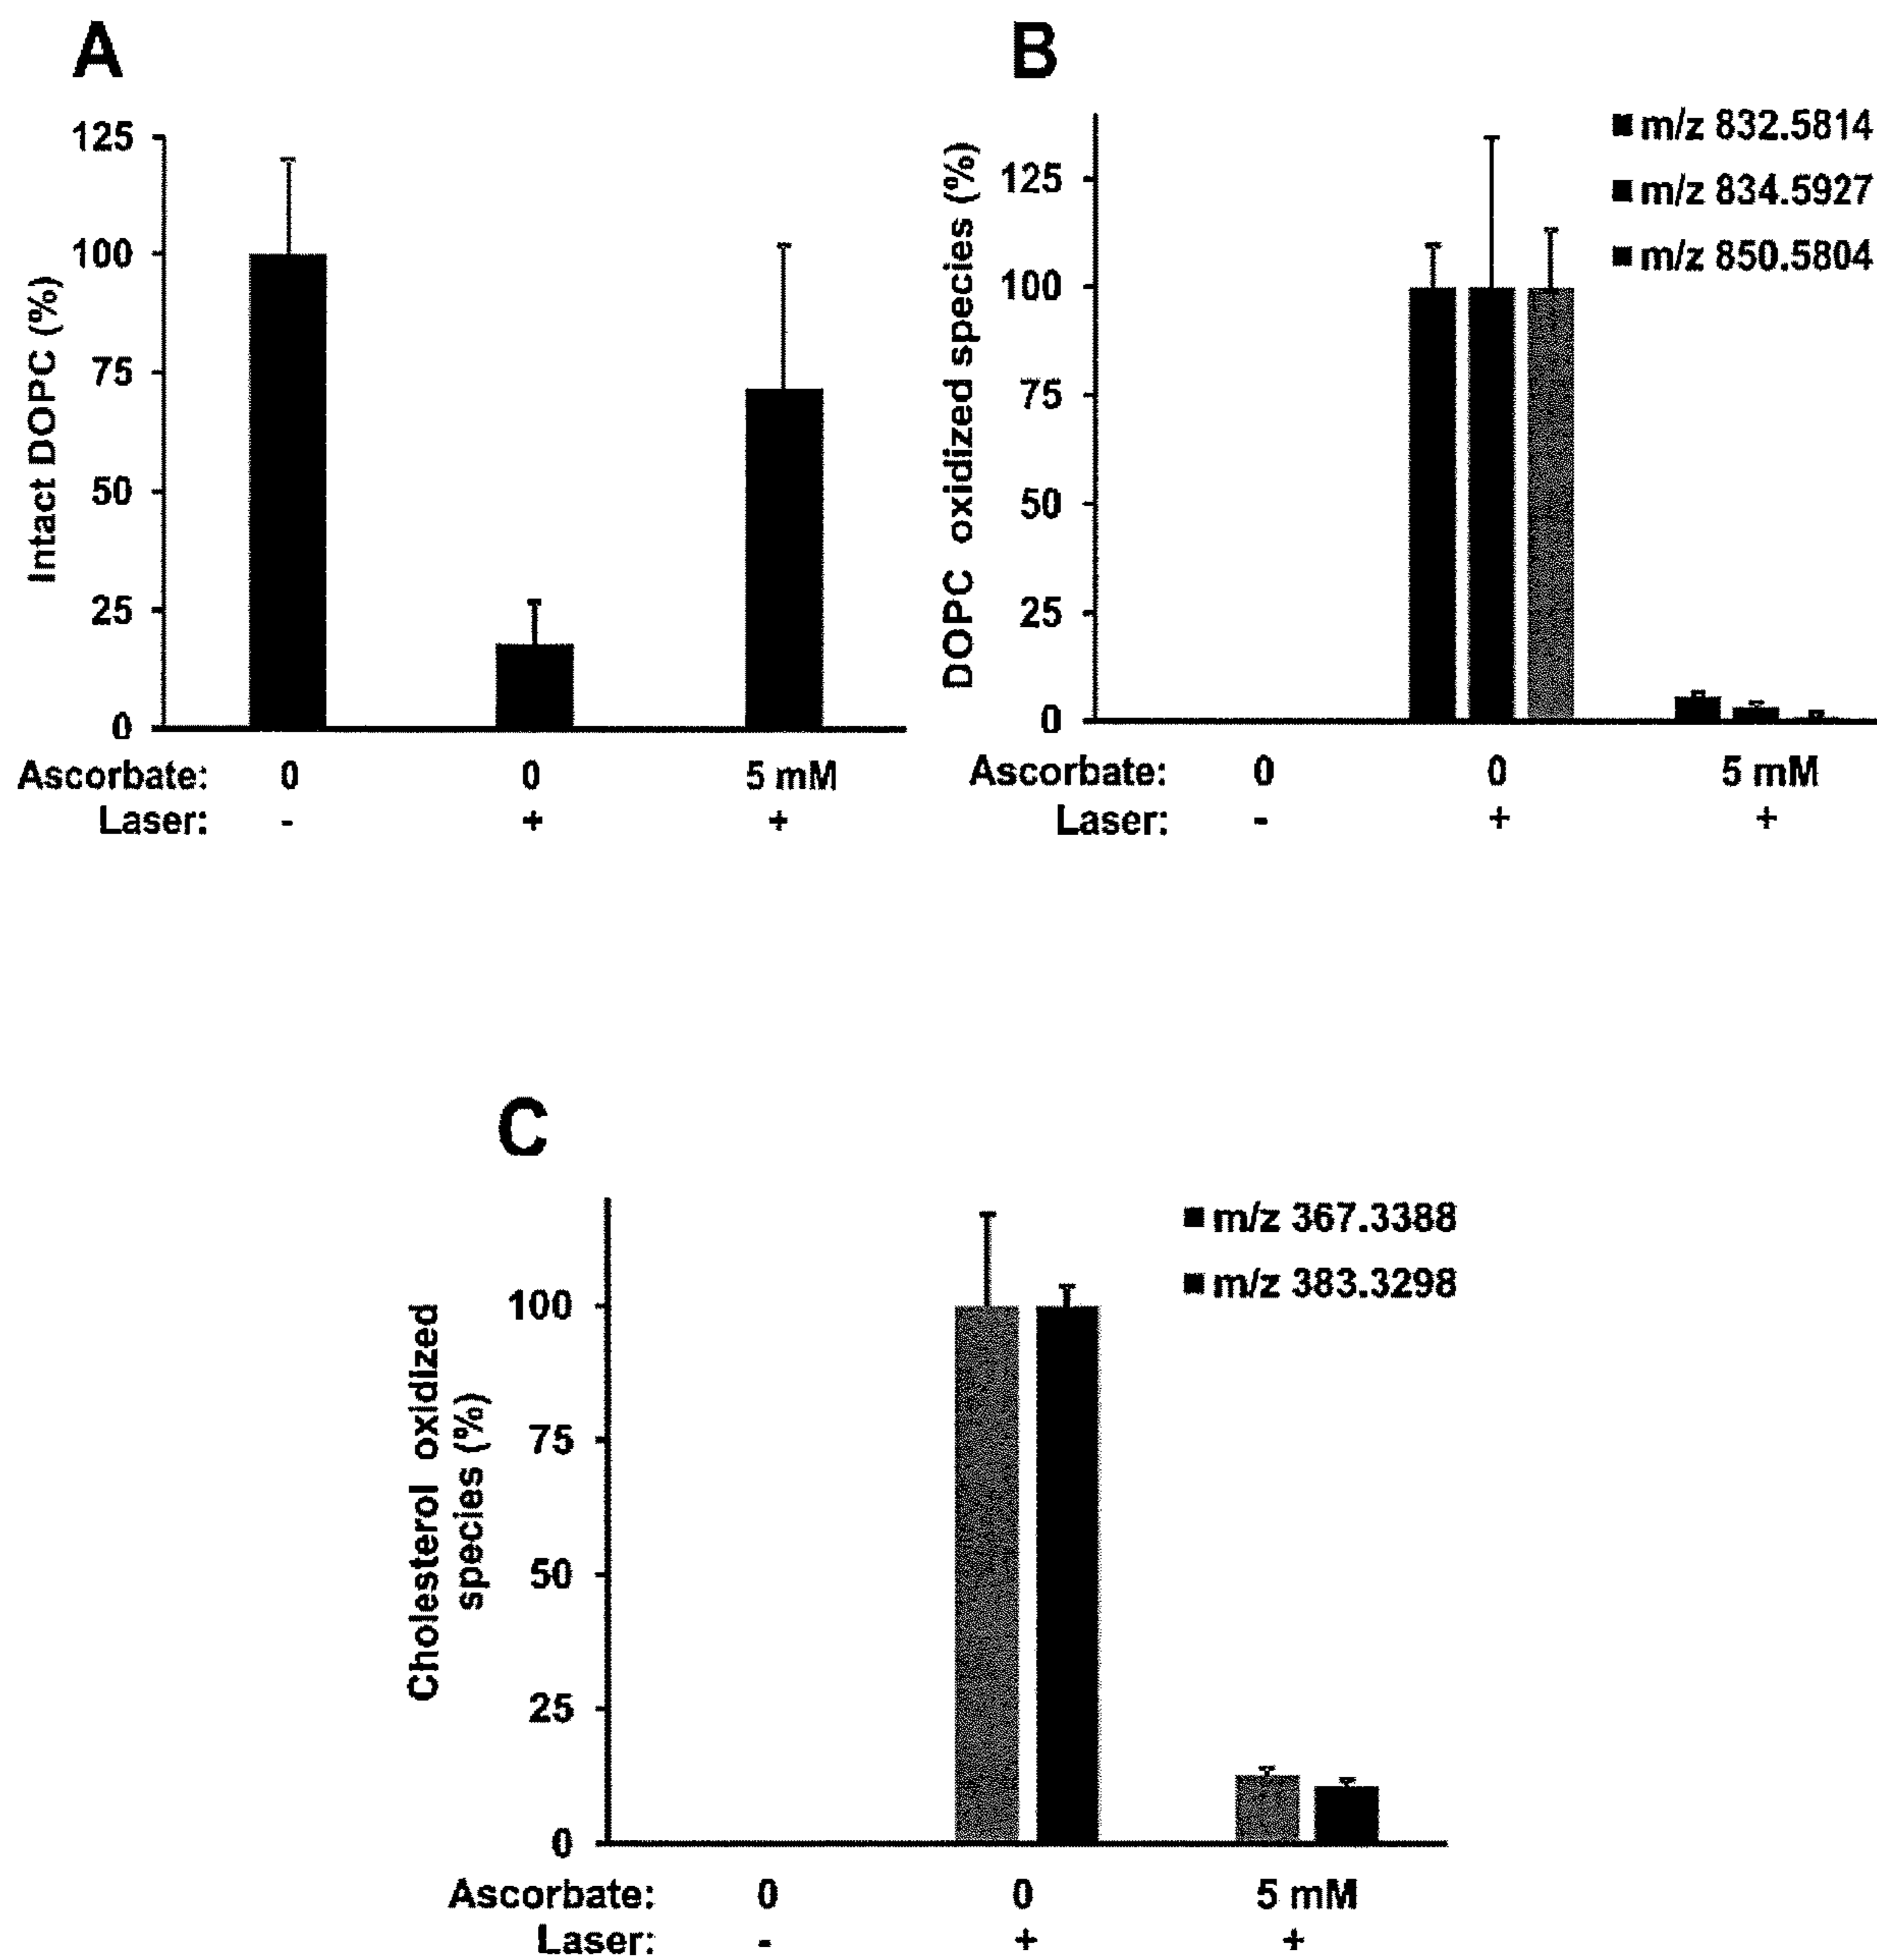 A
125
100
75
50
25
0
Intact DOPC (%)
Ascorbate: 0 0 5 mM
Laser: - + +
B
m/z 832.5814
m/z 834.5927
m/z 850.5804
125
100
75
50
25
0
DOPC oxidized species (%)
Ascorbate: 0 0 5 mM
Laser: - + +
C
m/z 367.3388
m/z 383.3298
100
75
50
25
0
Cholesterol oxidized
species (%)
Ascorbate: 0 0 5 mM
Laser: - + +